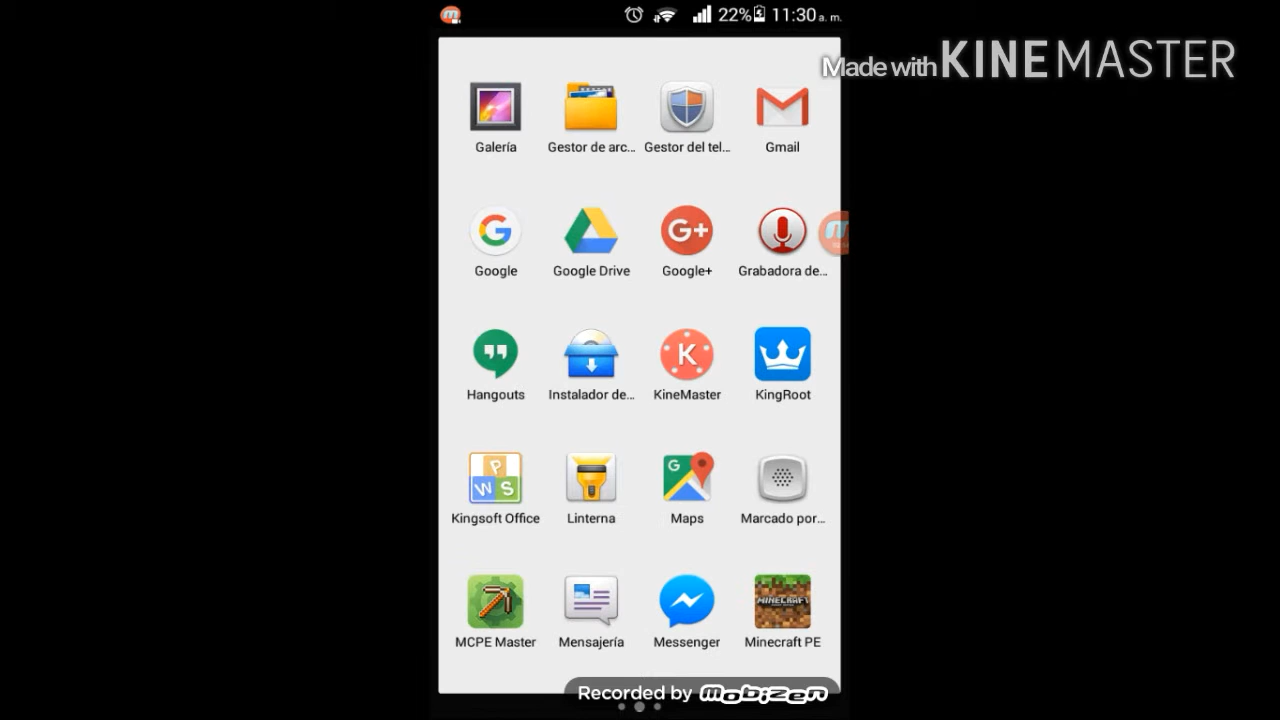 22% 11:30 a. m.
Made with KINEMASTER
Galería Gestor de arc... Gestor del tel... Gmail
Google Google Drive Google+ Grabadora de...
Hangouts Instalador de... KineMaster KingRoot
Kingsoft Office Linterna Maps Marcado por...
MCPE Master Mensajería Messenger Minecraft PE
Recorded by mobizen